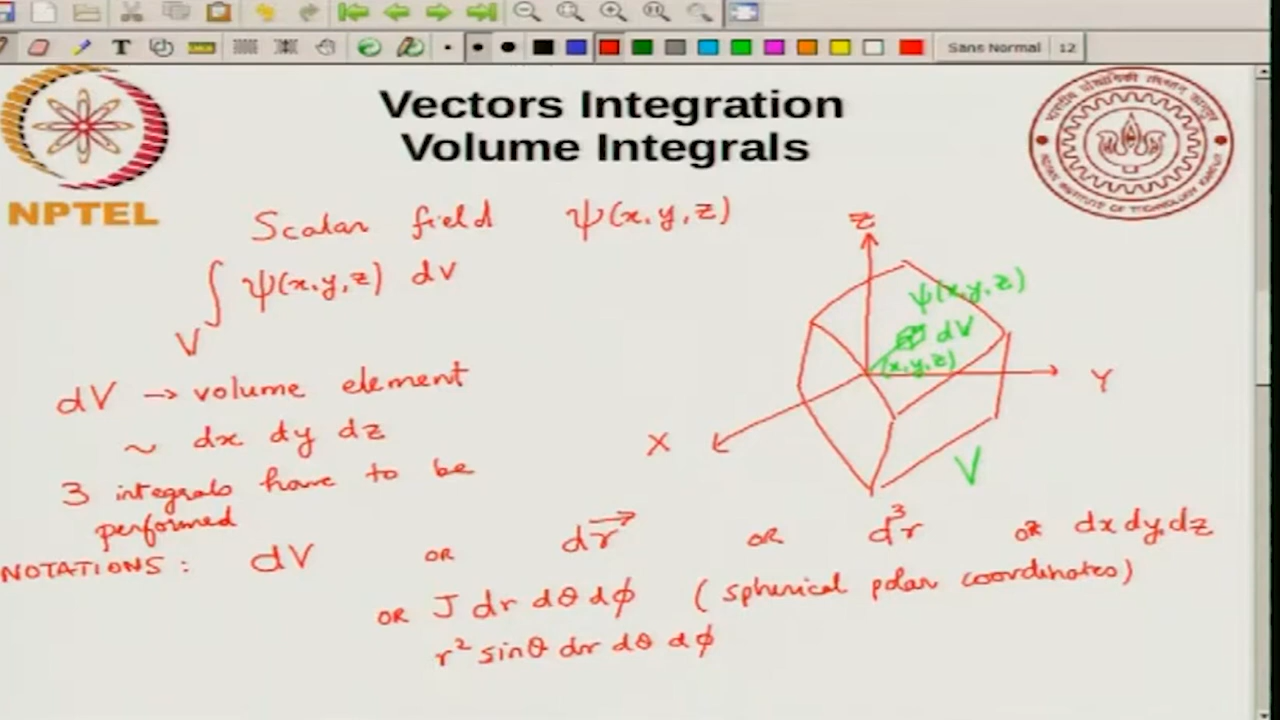 T
Sans Normal 12
Vectors Integration
Volume Integrals
NPTEL
Scalar field ψ(x,y,z)
∫ ψ(x,y,z) dV
V
dV → volume element
~ dx dy dz
3 integrals have to be
performed
Z
ψ(x,y,z)
dV
(x,y,z)
Y
X
V
NOTATIONS: dV OR d\vec{r} OR d³r OR dx dy dz
OR J dr dθ dϕ (spherical polar coordinates)
r² sinθ dr dθ dϕ